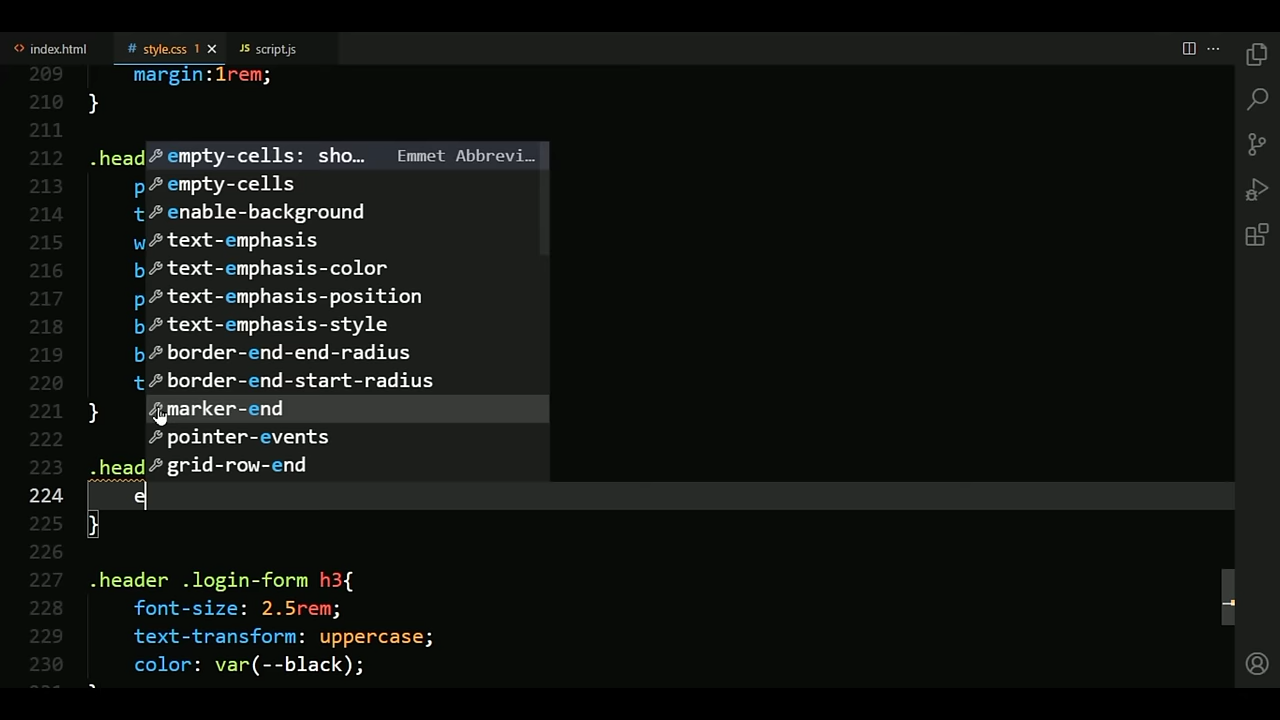 index.html
# style.css 1
JS script.js
209 margin:1rem;
210 }
211
212 .head
213 p
214 t
215 w
216 b
217 p
218 b
219 b
220 t
221 }
222
223 .head
224 e
225 }
226
227 .header .login-form h3{
228 font-size: 2.5rem;
229 text-transform: uppercase;
230 color: var(--black);
empty-cells: sho… Emmet Abbrevi…
empty-cells
enable-background
text-emphasis
text-emphasis-color
text-emphasis-position
text-emphasis-style
border-end-end-radius
border-end-start-radius
marker-end
pointer-events
grid-row-end